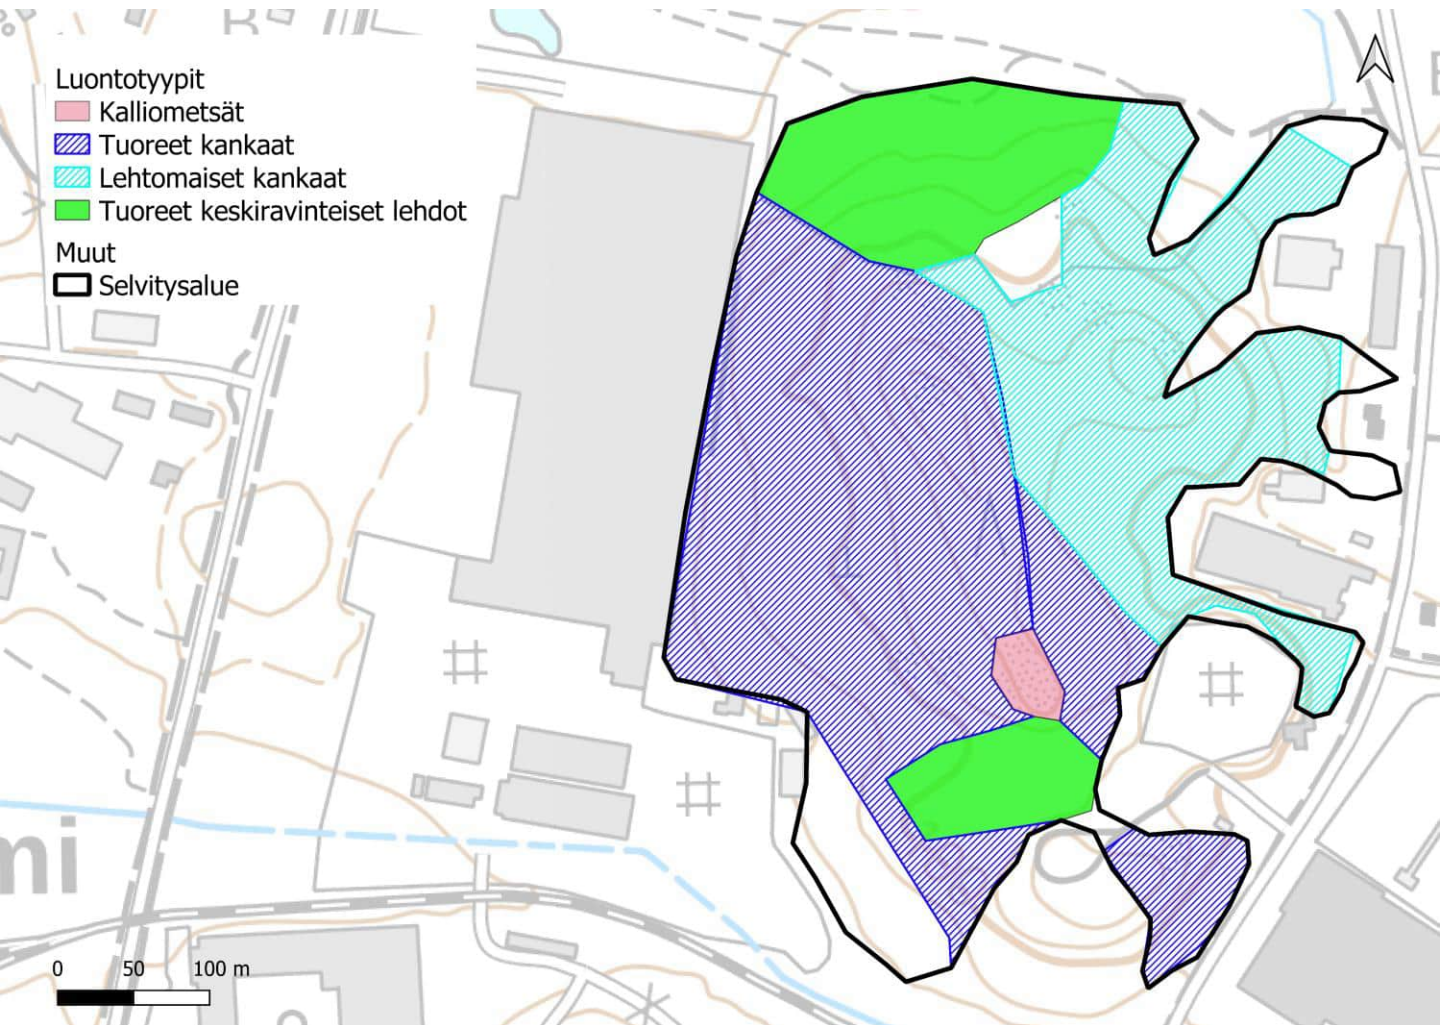 Luontotyypit
Kalliometsät
Tuoreet kankaat
Lehtomaiset kankaat
Tuoreet keskiravinteiset lehdot
Muut
Selvitysalue
mi
0 50 100 m